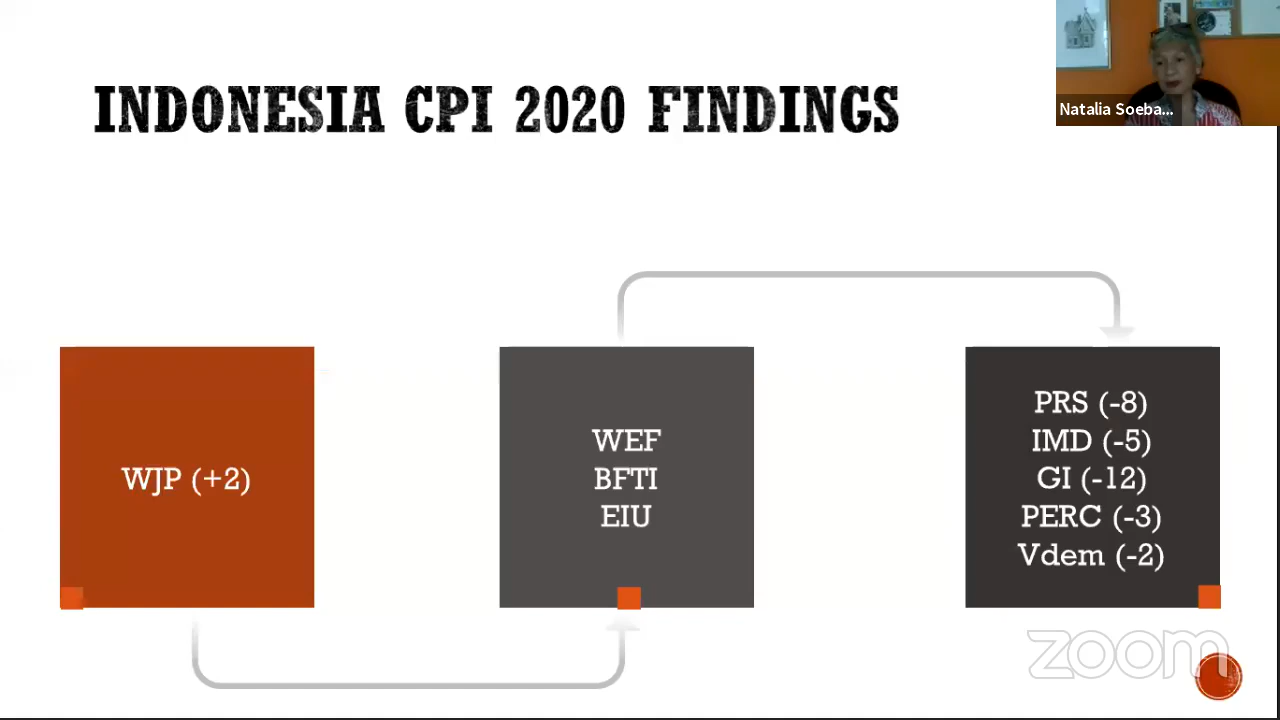 INDONESIA CPI 2020 FINDINGS
Natalia Soeba...
WJP (+2)
WEF
BFTI
EIU
PRS (-8)
IMD (-5)
GI (-12)
PERC (-3)
Vdem (-2)
zoom